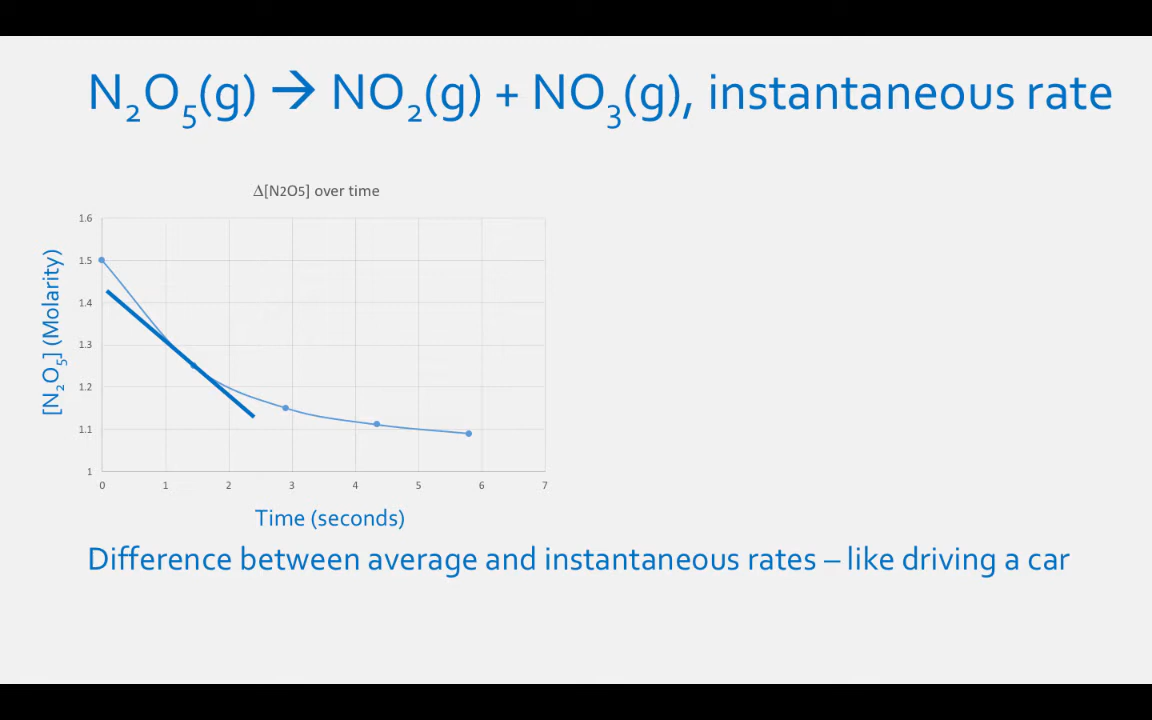 N₂O₅(g) → NO₂(g) + NO₃(g), instantaneous rate
Δ[N2O5] over time
[N₂O₅] (Molarity)
1.6
1.5
1.4
1.3
1.2
1.1
1
0 1 2 3 4 5 6 7
Time (seconds)
Difference between average and instantaneous rates – like driving a car